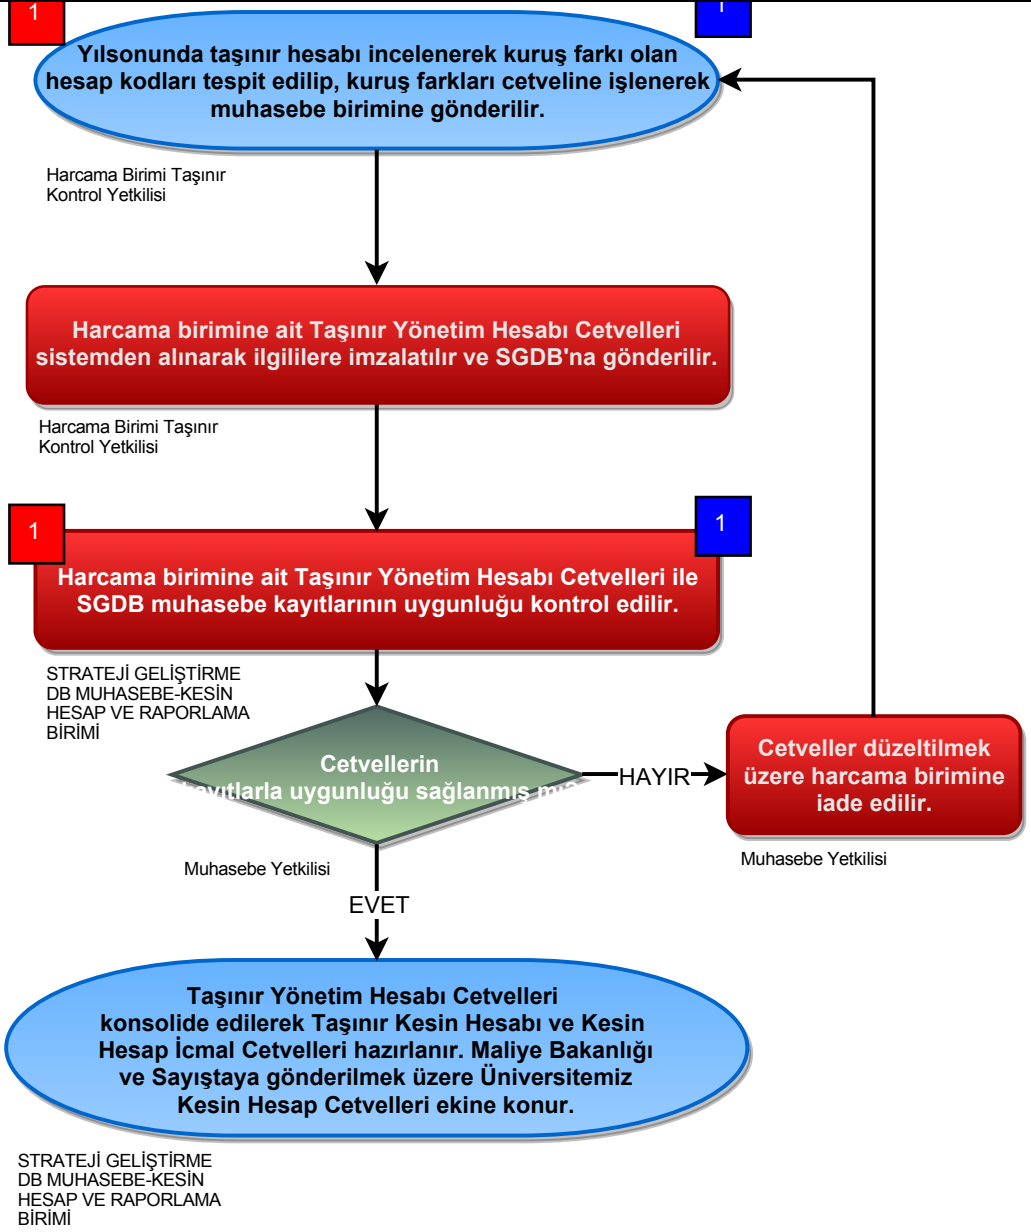 1
1
Yılsonunda taşınır hesabı incelenerek kuruş farkı olan
hesap kodları tespit edilip, kuruş farkları cetveline işlenerek
muhasebe birimine gönderilir.
Harcama Birimi Taşınır
Kontrol Yetkilisi
Harcama birimine ait Taşınır Yönetim Hesabı Cetvelleri
sistemden alınarak ilgililere imzalatılır ve SGDB'na gönderilir.
Harcama Birimi Taşınır
Kontrol Yetkilisi
1
1
Harcama birimine ait Taşınır Yönetim Hesabı Cetvelleri ile
SGDB muhasebe kayıtlarının uygunluğu kontrol edilir.
STRATEJİ GELİŞTİRME
DB MUHASEBE-KESİN
HESAP VE RAPORLAMA
BİRİMİ
Cetvellerin
kayıtlarla uygunluğu sağlanmış mı?
HAYIR
Cetveller düzeltilmek
üzere harcama birimine
iade edilir.
Muhasebe Yetkilisi
Muhasebe Yetkilisi
EVET
Taşınır Yönetim Hesabı Cetvelleri
konsolide edilerek Taşınır Kesin Hesabı ve Kesin
Hesap İcmal Cetvelleri hazırlanır. Maliye Bakanlığı
ve Sayıştaya gönderilmek üzere Üniversitemiz
Kesin Hesap Cetvelleri ekine konur.
STRATEJİ GELİŞTİRME
DB MUHASEBE-KESİN
HESAP VE RAPORLAMA
BİRİMİ